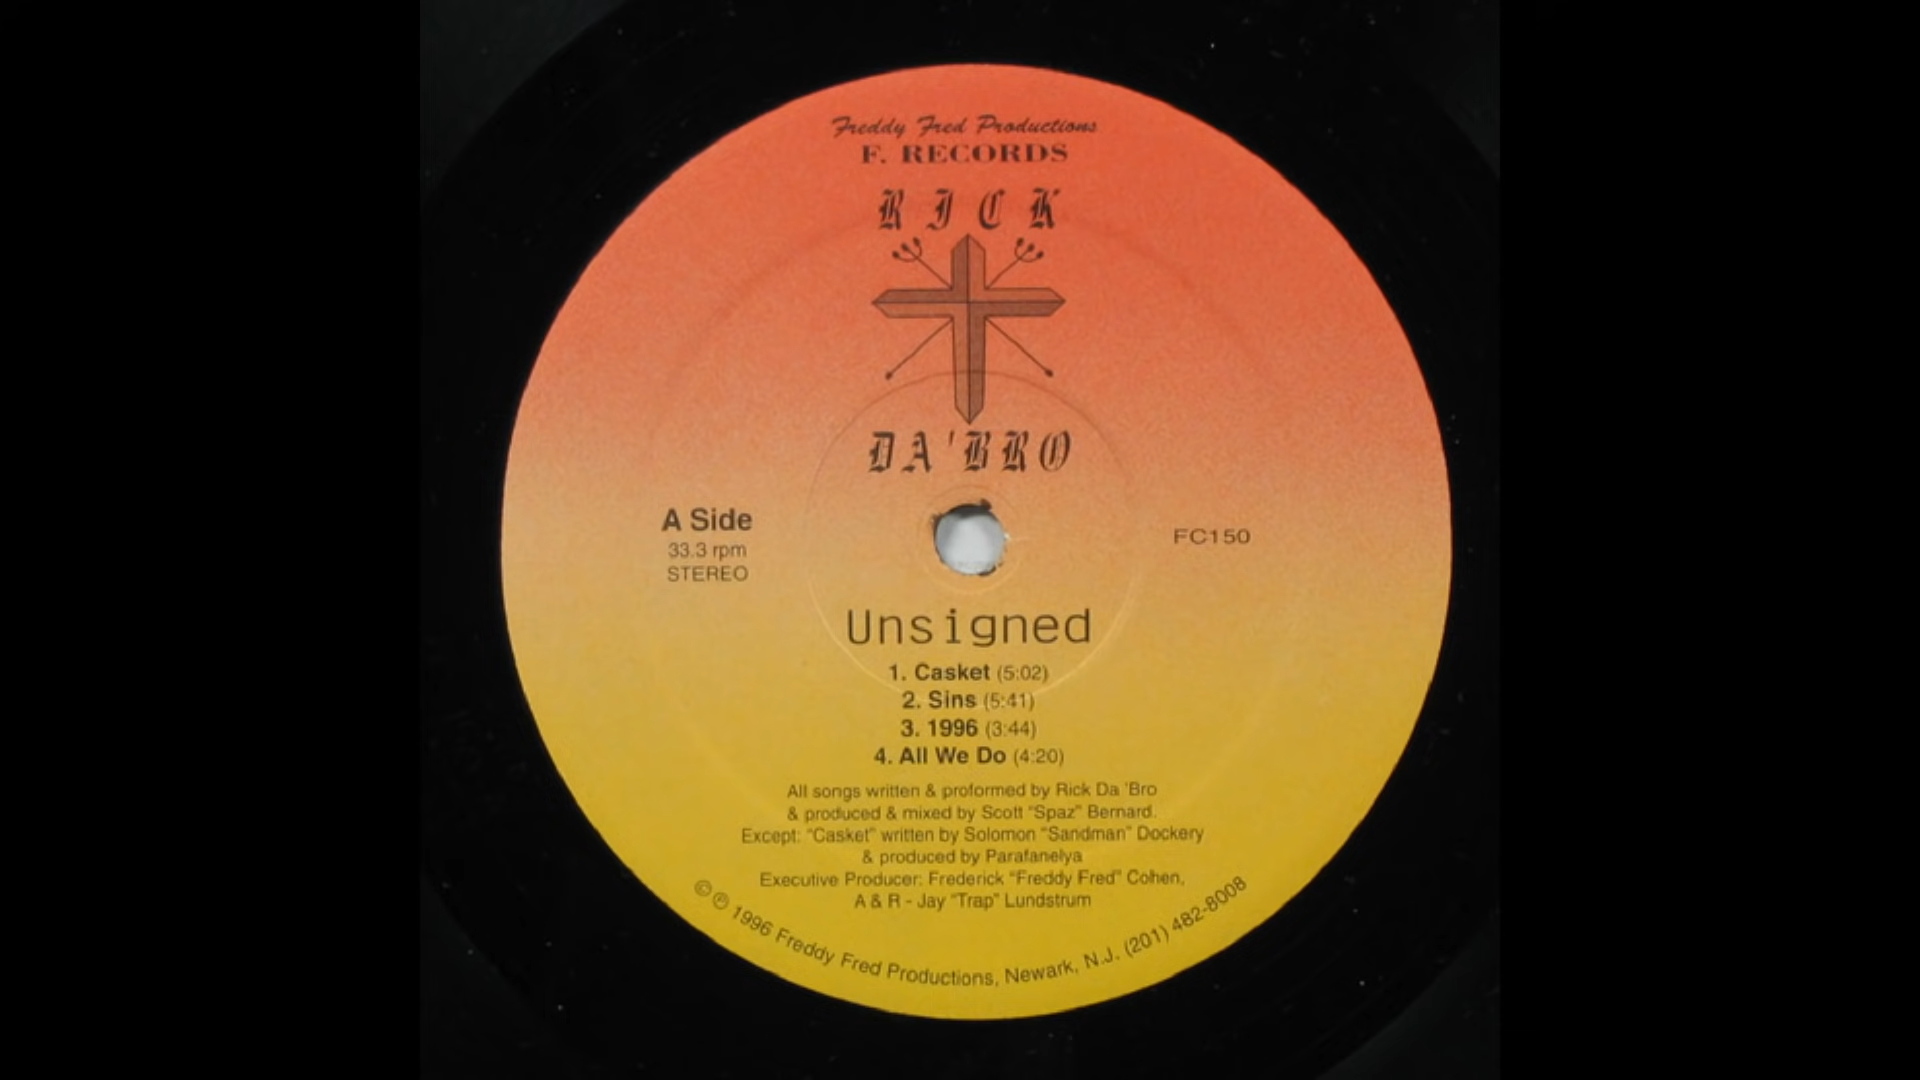 Freddy Fred Productions
F. RECORDS
RICK
DA'BRO
A Side
33.3 rpm
STEREO
FC150
Unsigned
1. Casket (5:02)
2. Sins (5:41)
3. 1996 (3:44)
4. All We Do (4:20)
All songs written & proformed by Rick Da 'Bro
& produced & mixed by Scott "Spaz" Bernard.
Except: "Casket" written by Solomon "Sandman" Dockery
& produced by Parafanelya
Executive Producer: Frederick "Freddy Fred" Cohen,
A & R - Jay "Trap" Lundstrum
© ℗ 1996 Freddy Fred Productions, Newark, N.J. (201) 482-8008